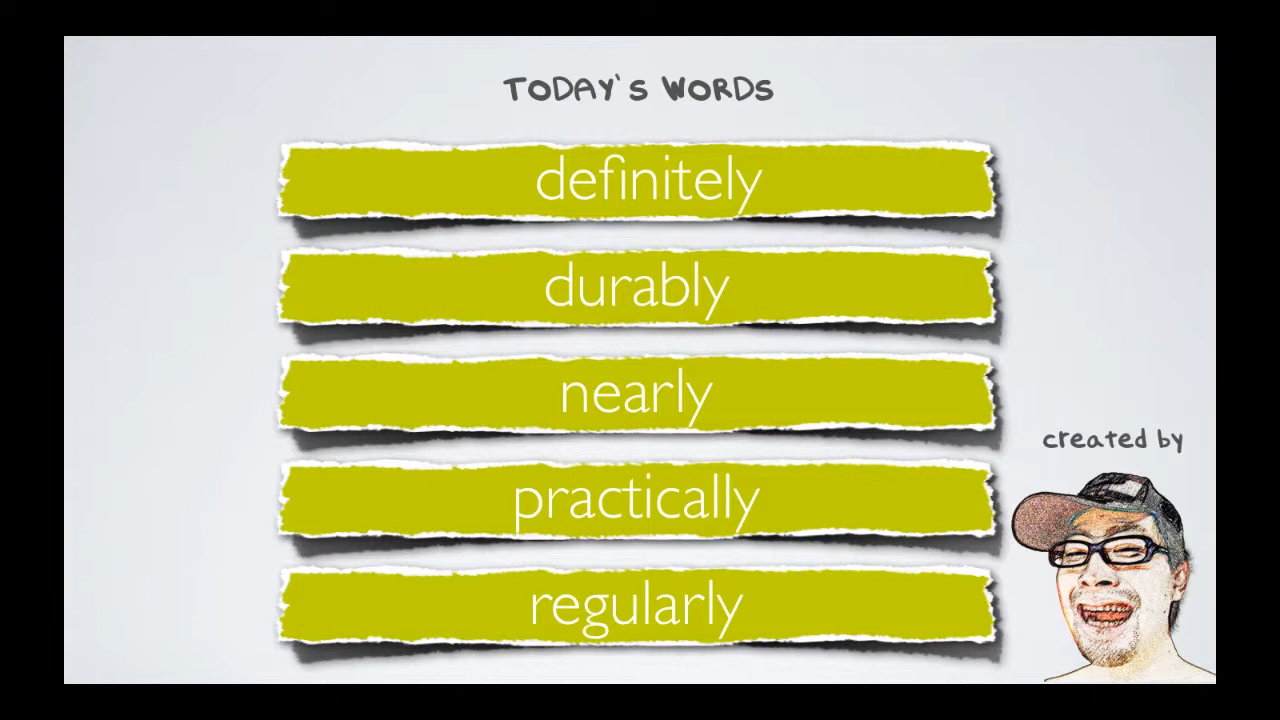 TODAY'S WORDS
definitely
durably
nearly
practically
regularly
created by